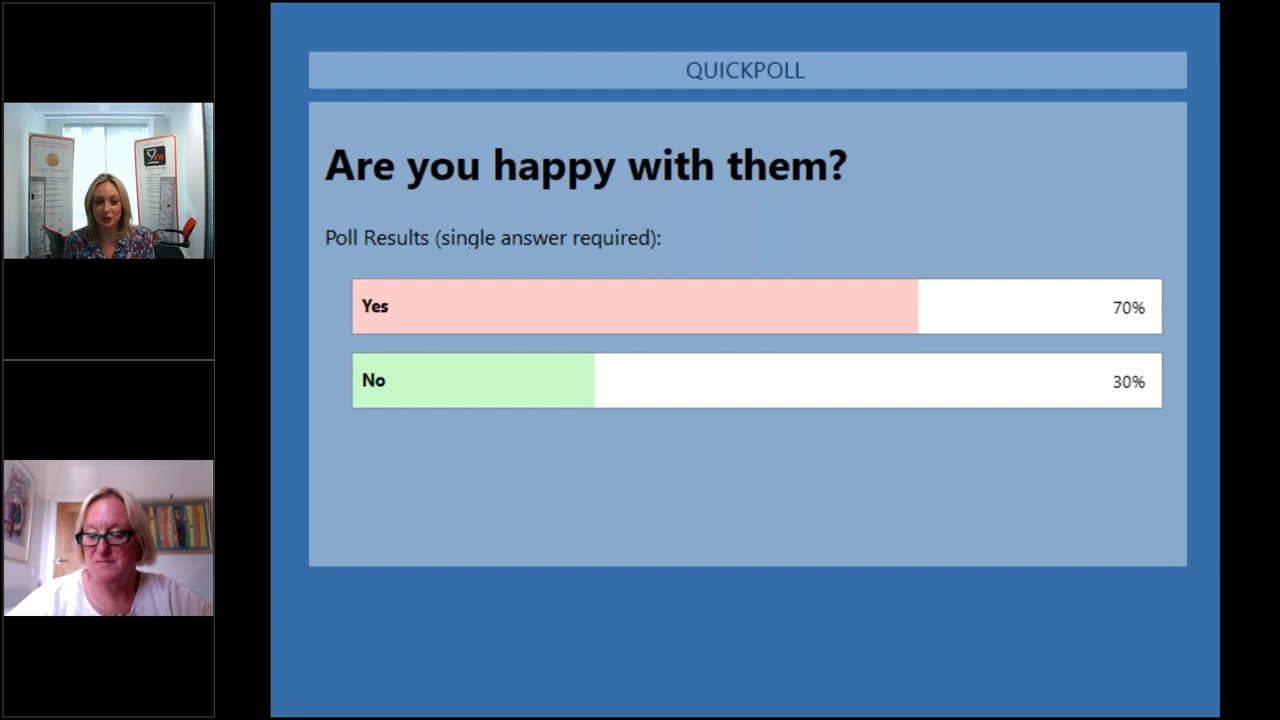 QUICKPOLL
Are you happy with them?
Poll Results (single answer required):
Yes 70%
No 30%